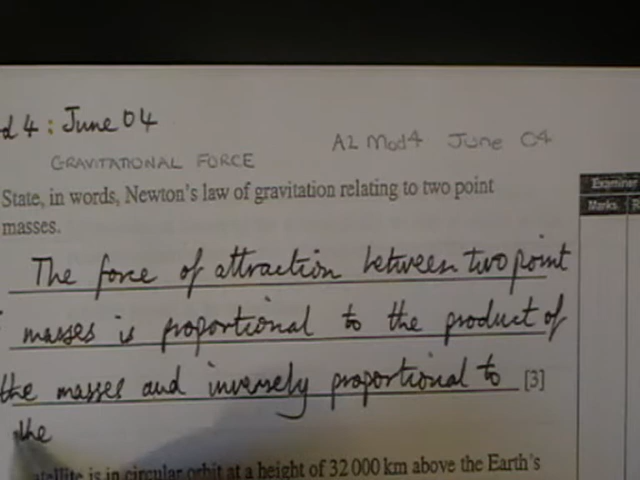 d 4 : June 04
A2 Mod 4 June 04
GRAVITATIONAL FORCE
State, in words, Newton's law of gravitation relating to two point
masses.
Examiner
Marks R
The force of attraction between two point
masses is proportional to the product of
the masses and inversely proportional to [3]
the
atellite is in circular orbit at a height of 32 000 km above the Earth's